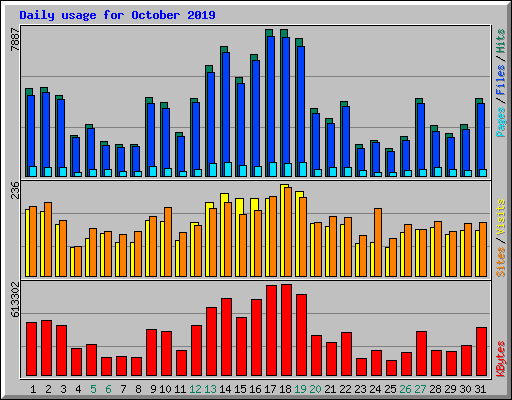 Daily usage for October 2019
7887
Pages / Files / Hits
236
Sites / Visits
613302
KBytes
1 2 3 4 5 6 7 8 9 10 11 12 13 14 15 16 17 18 19 20 21 22 23 24 25 26 27 28 29 30 31